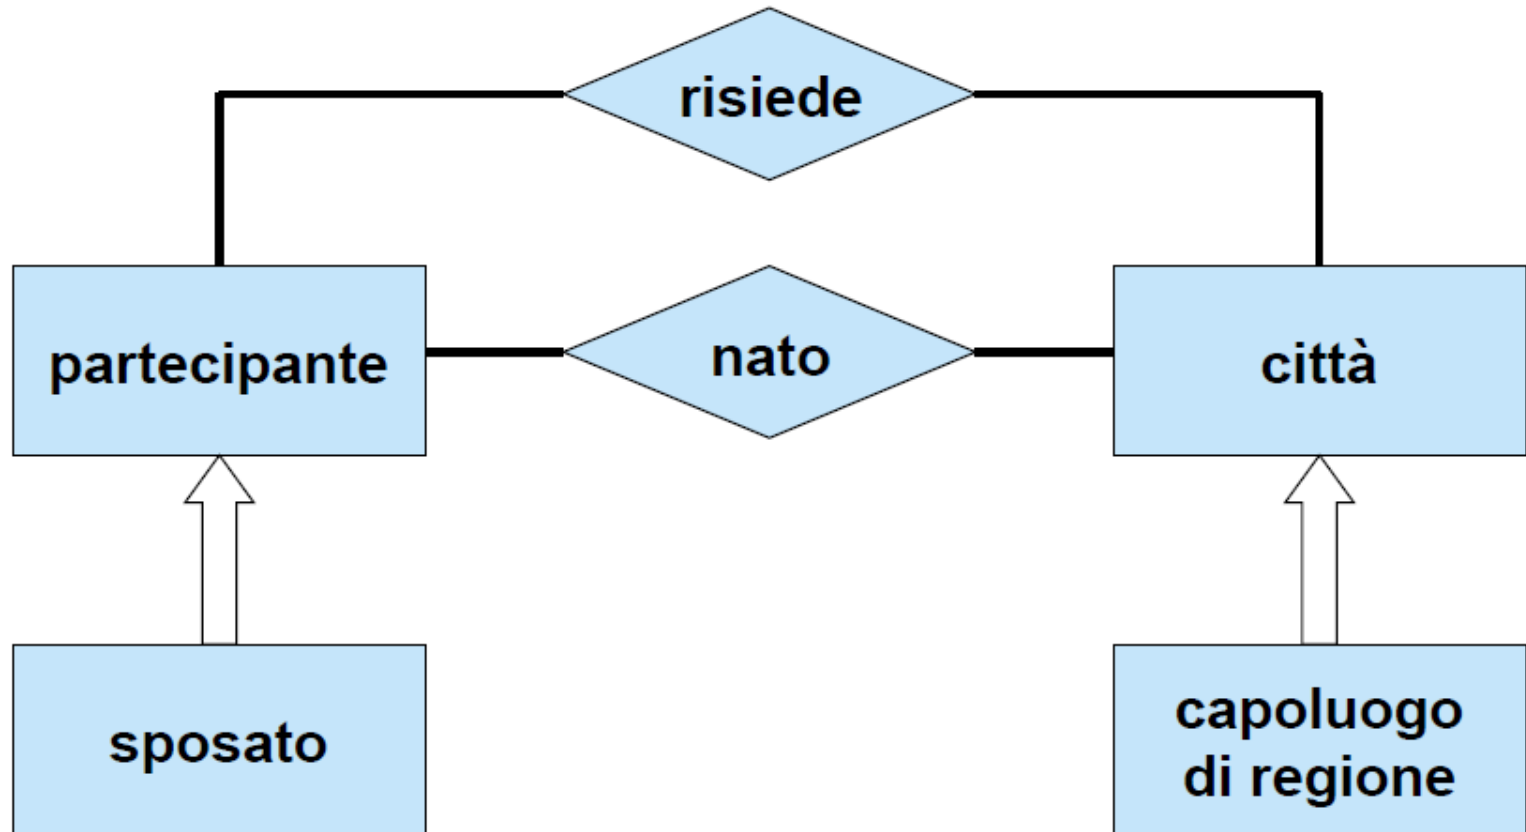 risiede
partecipante
nato
città
sposato
capoluogo
di regione